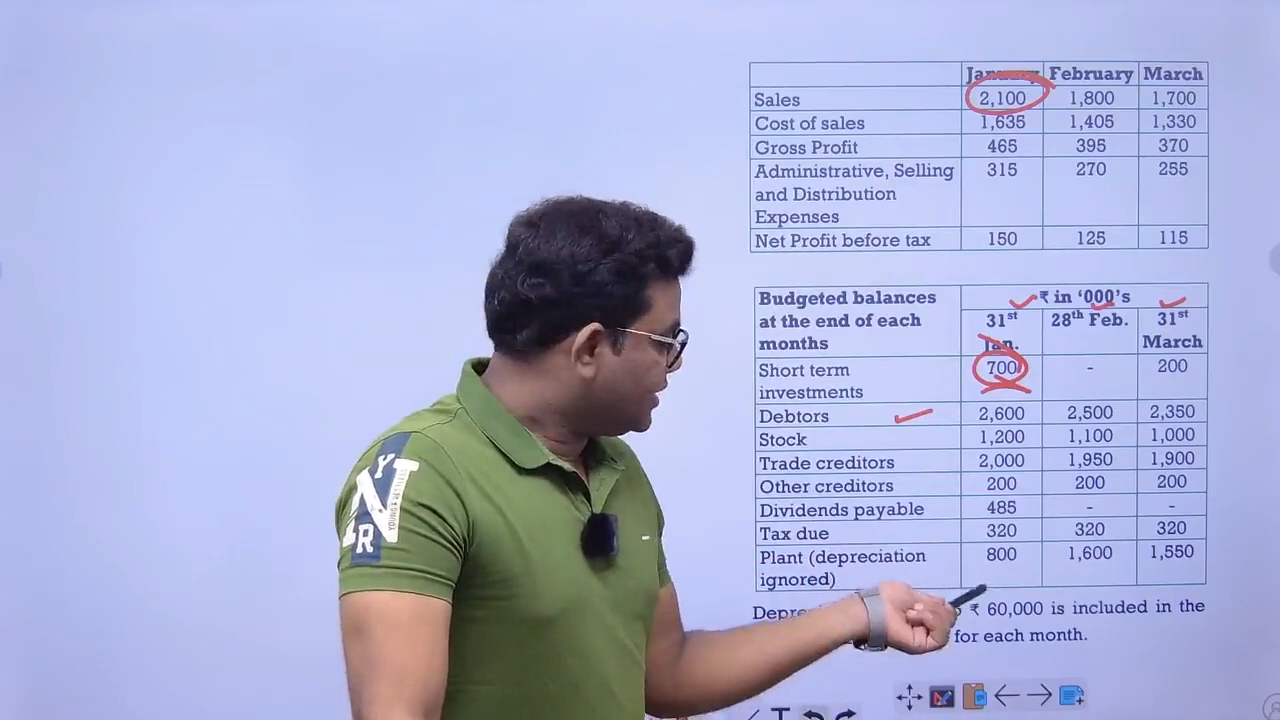 January February March
Sales 2,100 1,800 1,700
Cost of sales 1,635 1,405 1,330
Gross Profit 465 395 370
Administrative, Selling 315 270 255
and Distribution
Expenses
Net Profit before tax 150 125 115
Budgeted balances ₹ in ‘000’s
at the end of each 31st 28th Feb. 31st
months Jan. March
Short term 700 - 200
investments
Debtors 2,600 2,500 2,350
Stock 1,200 1,100 1,000
Trade creditors 2,000 1,950 1,900
Other creditors 200 200 200
Dividends payable 485 - -
Tax due 320 320 320
Plant (depreciation 800 1,600 1,550
ignored)
₹ 60,000 is included in the
for each month.
Y
NT
R
YOUNG & RESTLESS